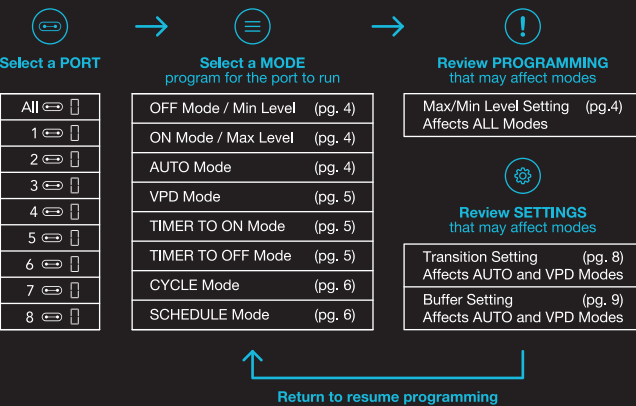 Select a PORT
All
1
2
3
4
5
6
7
8
Select a MODE
program for the port to run
OFF Mode / Min Level (pg. 4)
ON Mode / Max Level (pg. 4)
AUTO Mode (pg. 4)
VPD Mode (pg. 5)
TIMER TO ON Mode (pg. 5)
TIMER TO OFF Mode (pg. 5)
CYCLE Mode (pg. 6)
SCHEDULE Mode (pg. 6)
!
Review PROGRAMMING
that may affect modes
Max/Min Level Setting (pg.4)
Affects ALL Modes
Review SETTINGS
that may affect modes
Transition Setting (pg. 8)
Affects AUTO and VPD Modes
Buffer Setting (pg. 9)
Affects AUTO and VPD Modes
Return to resume programming